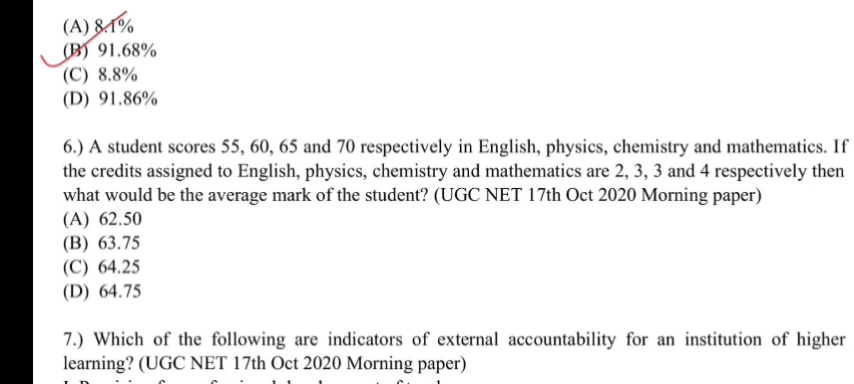 (A) 8.1%
(B) 91.68%
(C) 8.8%
(D) 91.86%
6.) A student scores 55, 60, 65 and 70 respectively in English, physics, chemistry and mathematics. If
the credits assigned to English, physics, chemistry and mathematics are 2, 3, 3 and 4 respectively then
what would be the average mark of the student? (UGC NET 17th Oct 2020 Morning paper)
(A) 62.50
(B) 63.75
(C) 64.25
(D) 64.75
7.) Which of the following are indicators of external accountability for an institution of higher
learning? (UGC NET 17th Oct 2020 Morning paper)